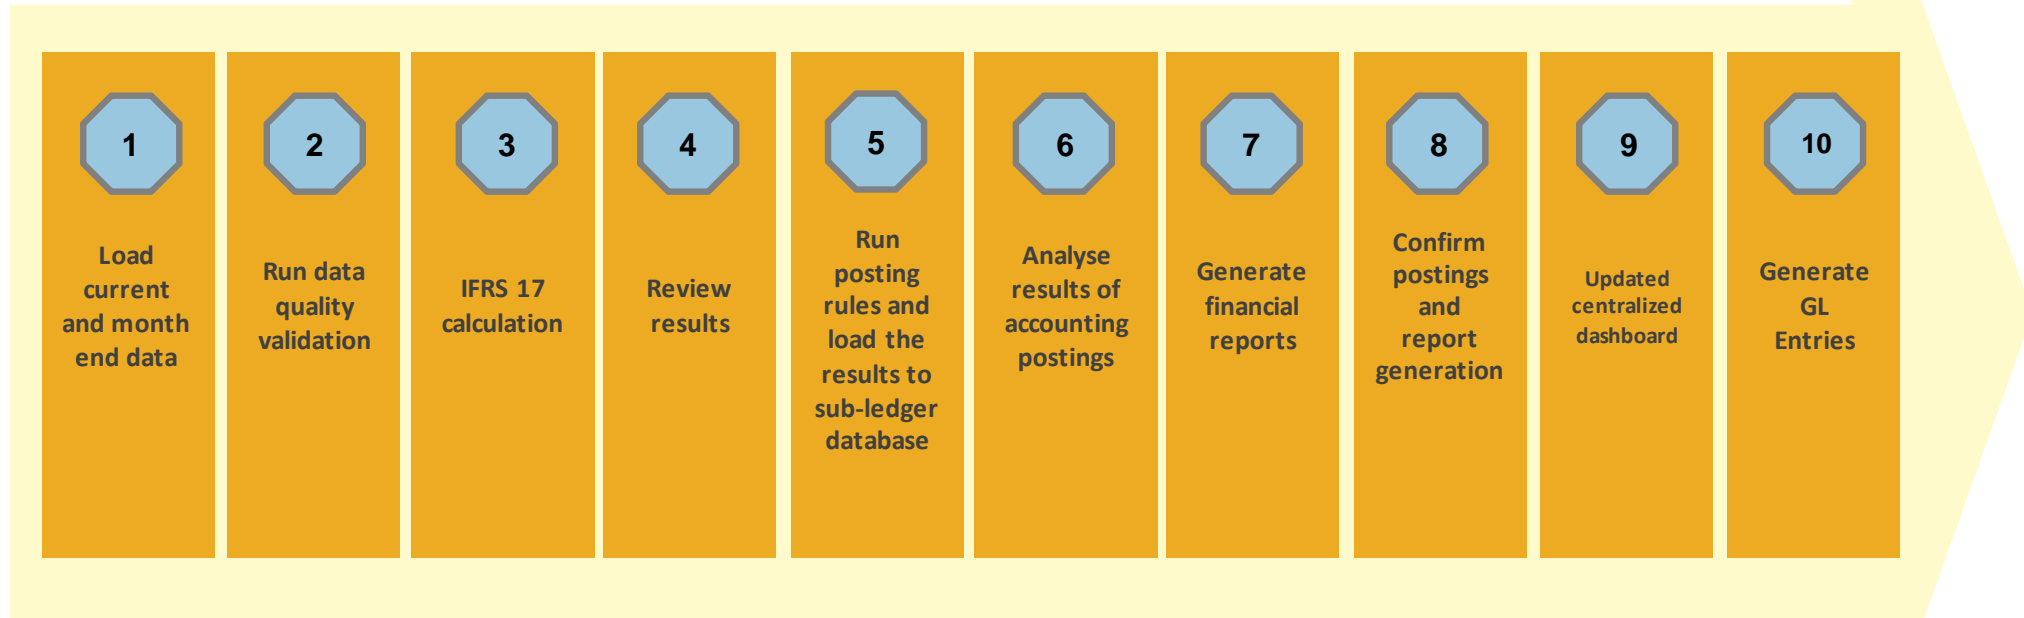 1
Load
current
and month
end data
2
Run data
quality
validation
3
IFRS 17
calculation
4
Review
results
5
Run
posting
rules and
load the
results to
sub-ledger
database
6
Analyse
results of
accounting
postings
7
Generate
financial
reports
8
Confirm
postings
and
report
generation
9
Updated
centralized
dashboard
10
Generate
GL
Entries